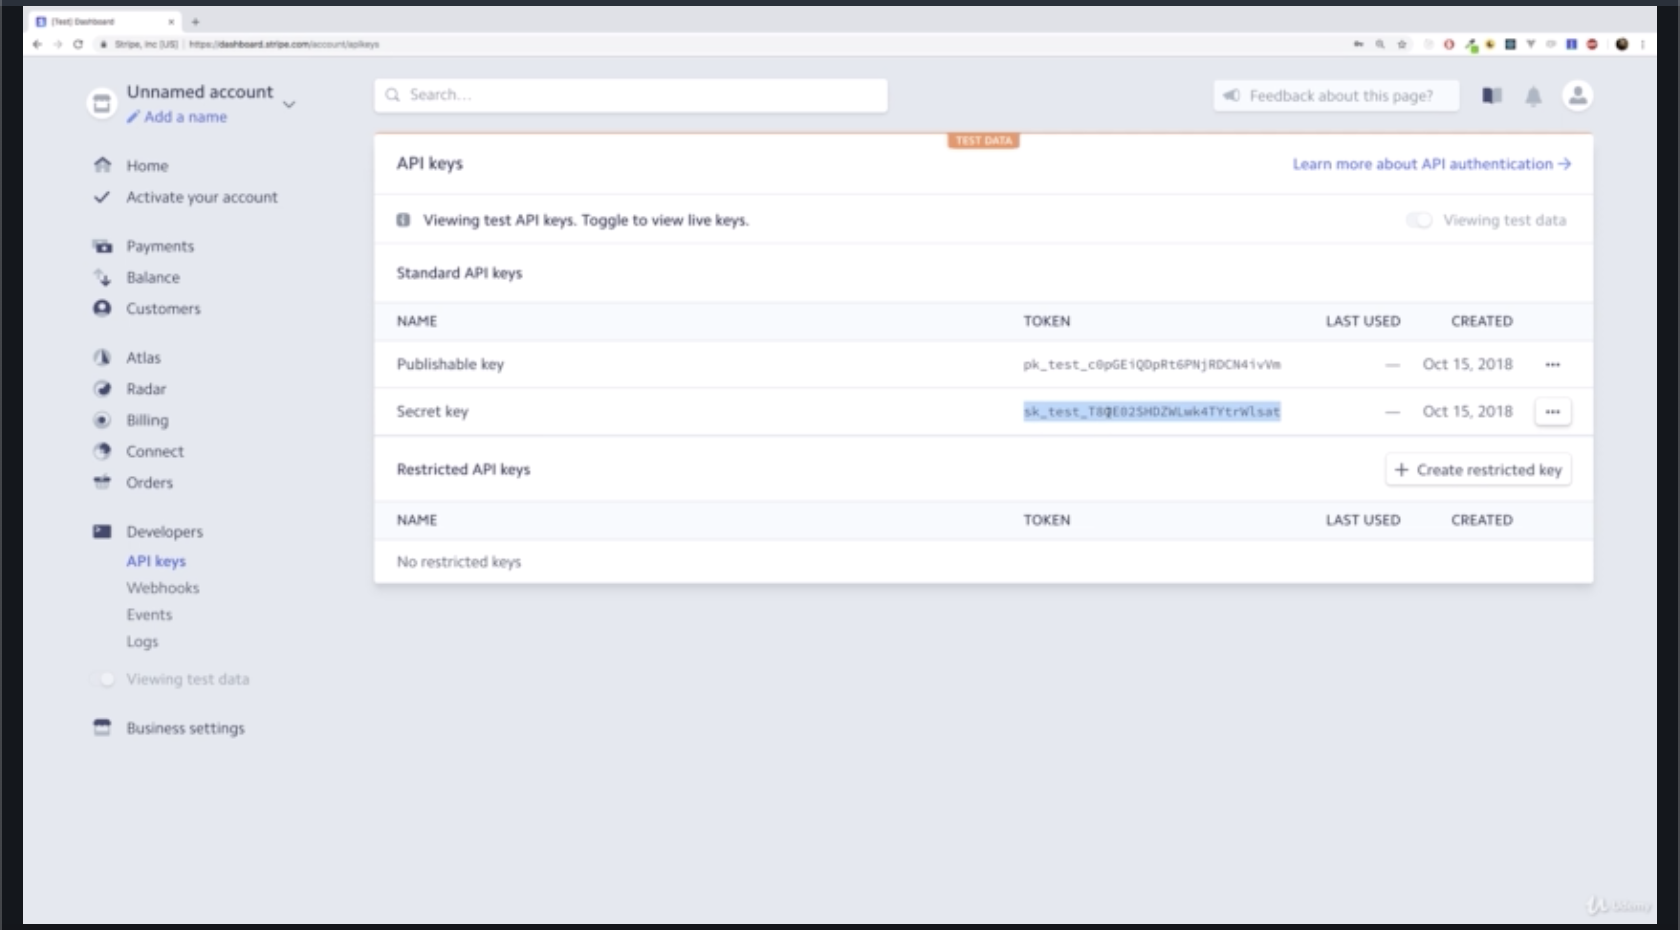 [Test] Dashboard
Stripe, Inc [US] | https://dashboard.stripe.com/account/apikeys
Unnamed account
Add a name
Search...
Feedback about this page?
Home
Activate your account
Payments
Balance
Customers
Atlas
Radar
Billing
Connect
Orders
Developers
API keys
Webhooks
Events
Logs
Viewing test data
Business settings
TEST DATA
API keys
Learn more about API authentication →
Viewing test API keys. Toggle to view live keys.
Viewing test data
Standard API keys
NAME TOKEN LAST USED CREATED
Publishable key — Oct 15, 2018
Secret key — Oct 15, 2018
Restricted API keys
+ Create restricted key
NAME TOKEN LAST USED CREATED
No restricted keys
Udemy